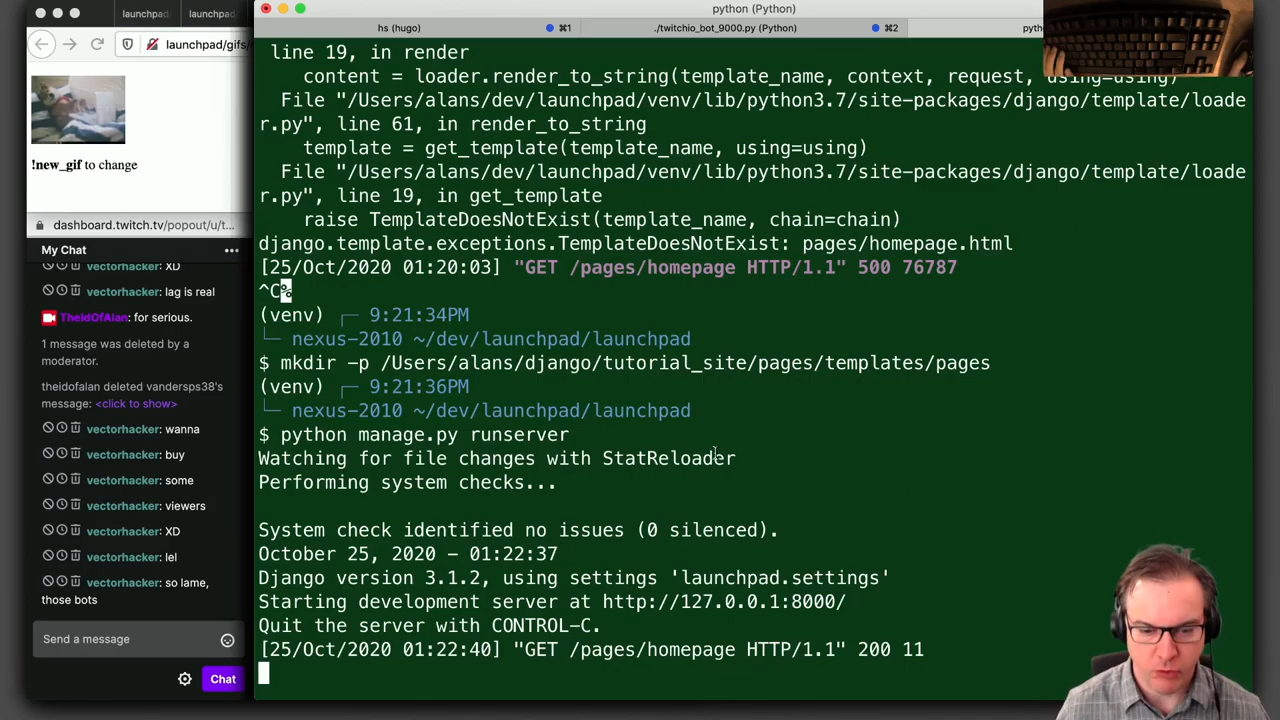 launchpad
launchpad
launchpad/gifs/
!new_gif to change
dashboard.twitch.tv/popout/u/t...
My Chat
vectorhacker: XD
vectorhacker: lag is real
TheIdOfAlan: for serious.
1 message was deleted by a
moderator.
theidofalan deleted vandersps38's
message: <click to show>
vectorhacker: wanna
vectorhacker: buy
vectorhacker: some
vectorhacker: viewers
vectorhacker: XD
vectorhacker: lel
vectorhacker: so lame,
those bots
Send a message
Chat
python (Python)
hs (hugo) ⌘1
./twitchio_bot_9000.py (Python) ⌘2
line 19, in render
content = loader.render_to_string(template_name, context, request, using=using)
File "/Users/alans/dev/launchpad/venv/lib/python3.7/site-packages/django/template/loade
r.py", line 61, in render_to_string
template = get_template(template_name, using=using)
File "/Users/alans/dev/launchpad/venv/lib/python3.7/site-packages/django/template/loade
r.py", line 19, in get_template
raise TemplateDoesNotExist(template_name, chain=chain)
django.template.exceptions.TemplateDoesNotExist: pages/homepage.html
[25/Oct/2020 01:20:03] "GET /pages/homepage HTTP/1.1" 500 76787
^C%
(venv) ┌─ 9:21:34PM
└─ nexus-2010 ~/dev/launchpad/launchpad
$ mkdir -p /Users/alans/django/tutorial_site/pages/templates/pages
(venv) ┌─ 9:21:36PM
└─ nexus-2010 ~/dev/launchpad/launchpad
$ python manage.py runserver
Watching for file changes with StatReloader
Performing system checks...
System check identified no issues (0 silenced).
October 25, 2020 - 01:22:37
Django version 3.1.2, using settings 'launchpad.settings'
Starting development server at http://127.0.0.1:8000/
Quit the server with CONTROL-C.
[25/Oct/2020 01:22:40] "GET /pages/homepage HTTP/1.1" 200 11